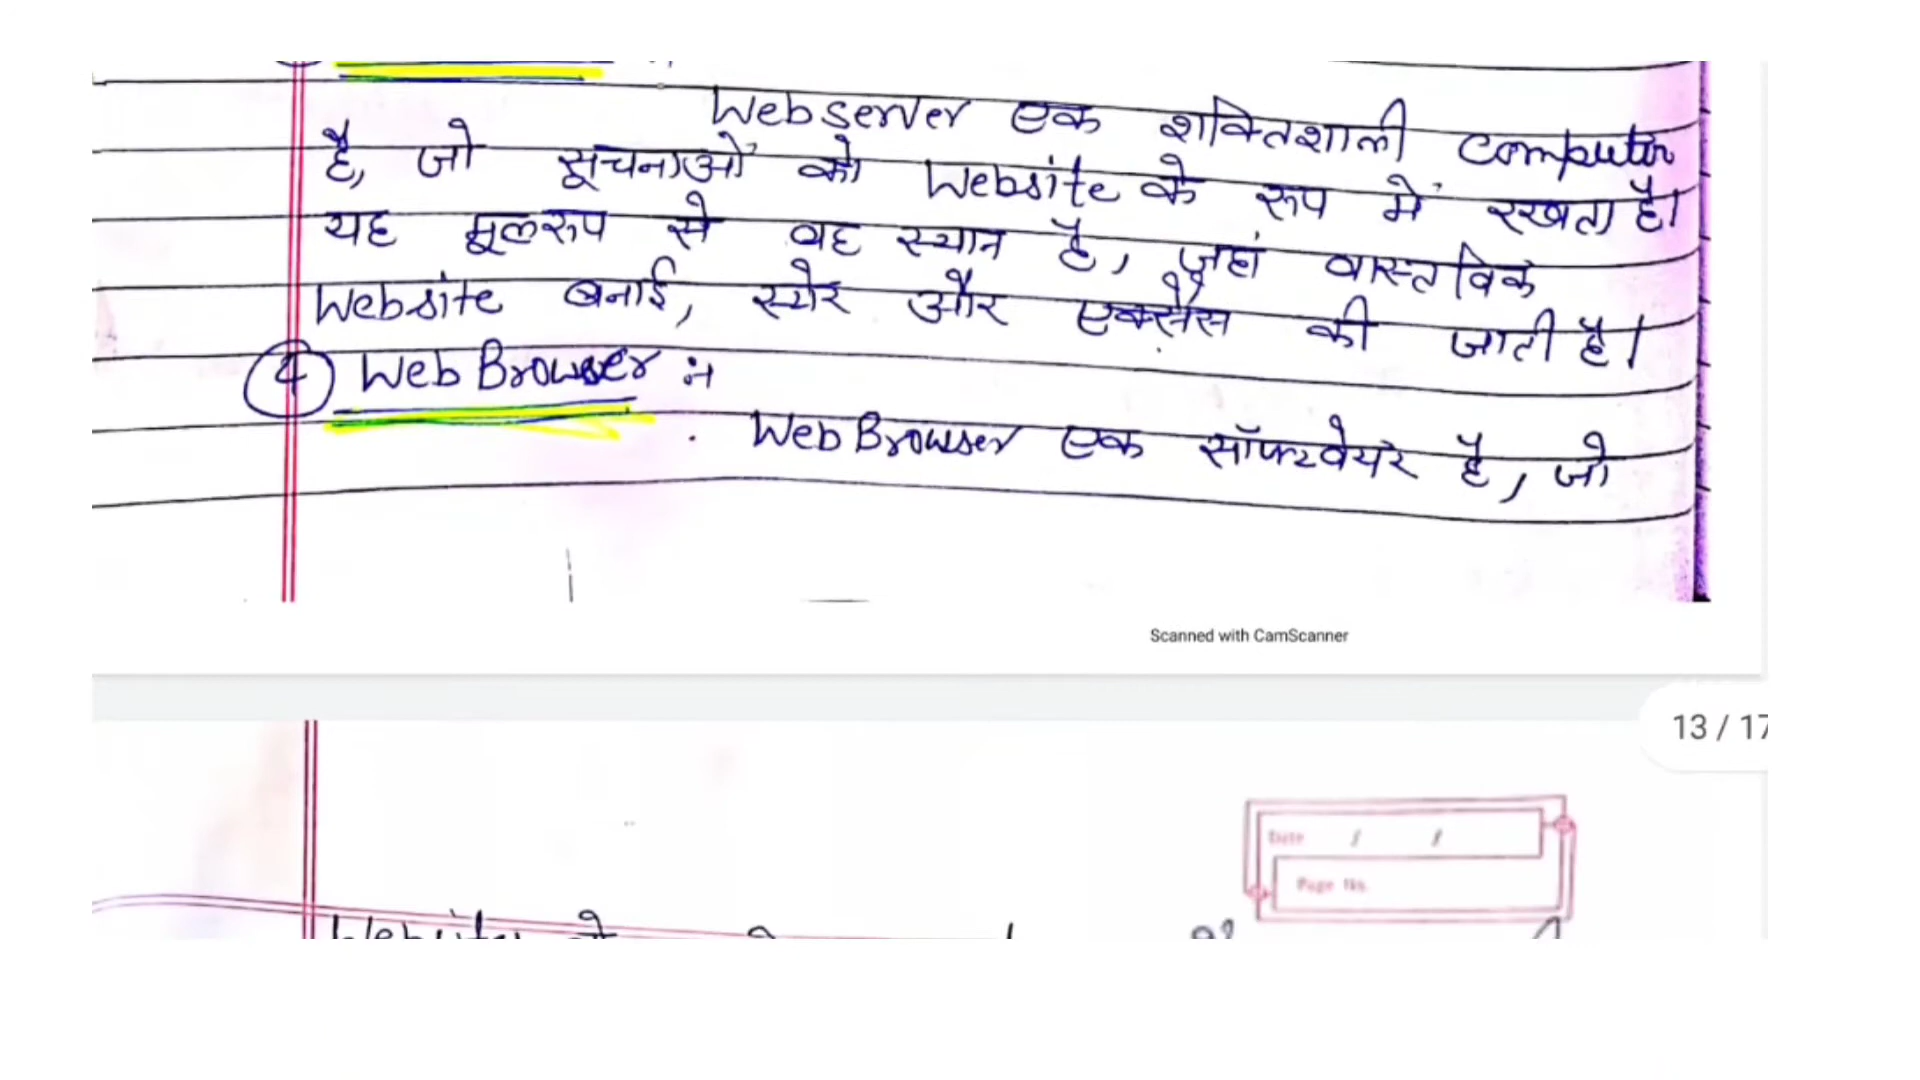 Webserver एक शक्तिशाली Computer
है, जो सूचनाओं को Website के रूप में रखता है।
यह मूलरूप से वह स्थान है, जहां वास्तविक
Website बनाई, स्योर और एक्सेस की जाती है।
④ Web Browser :-
Web Browser एक सॉफ्टवेयर है, जो
Scanned with CamScanner
13 / 17
Date / /
Page No.